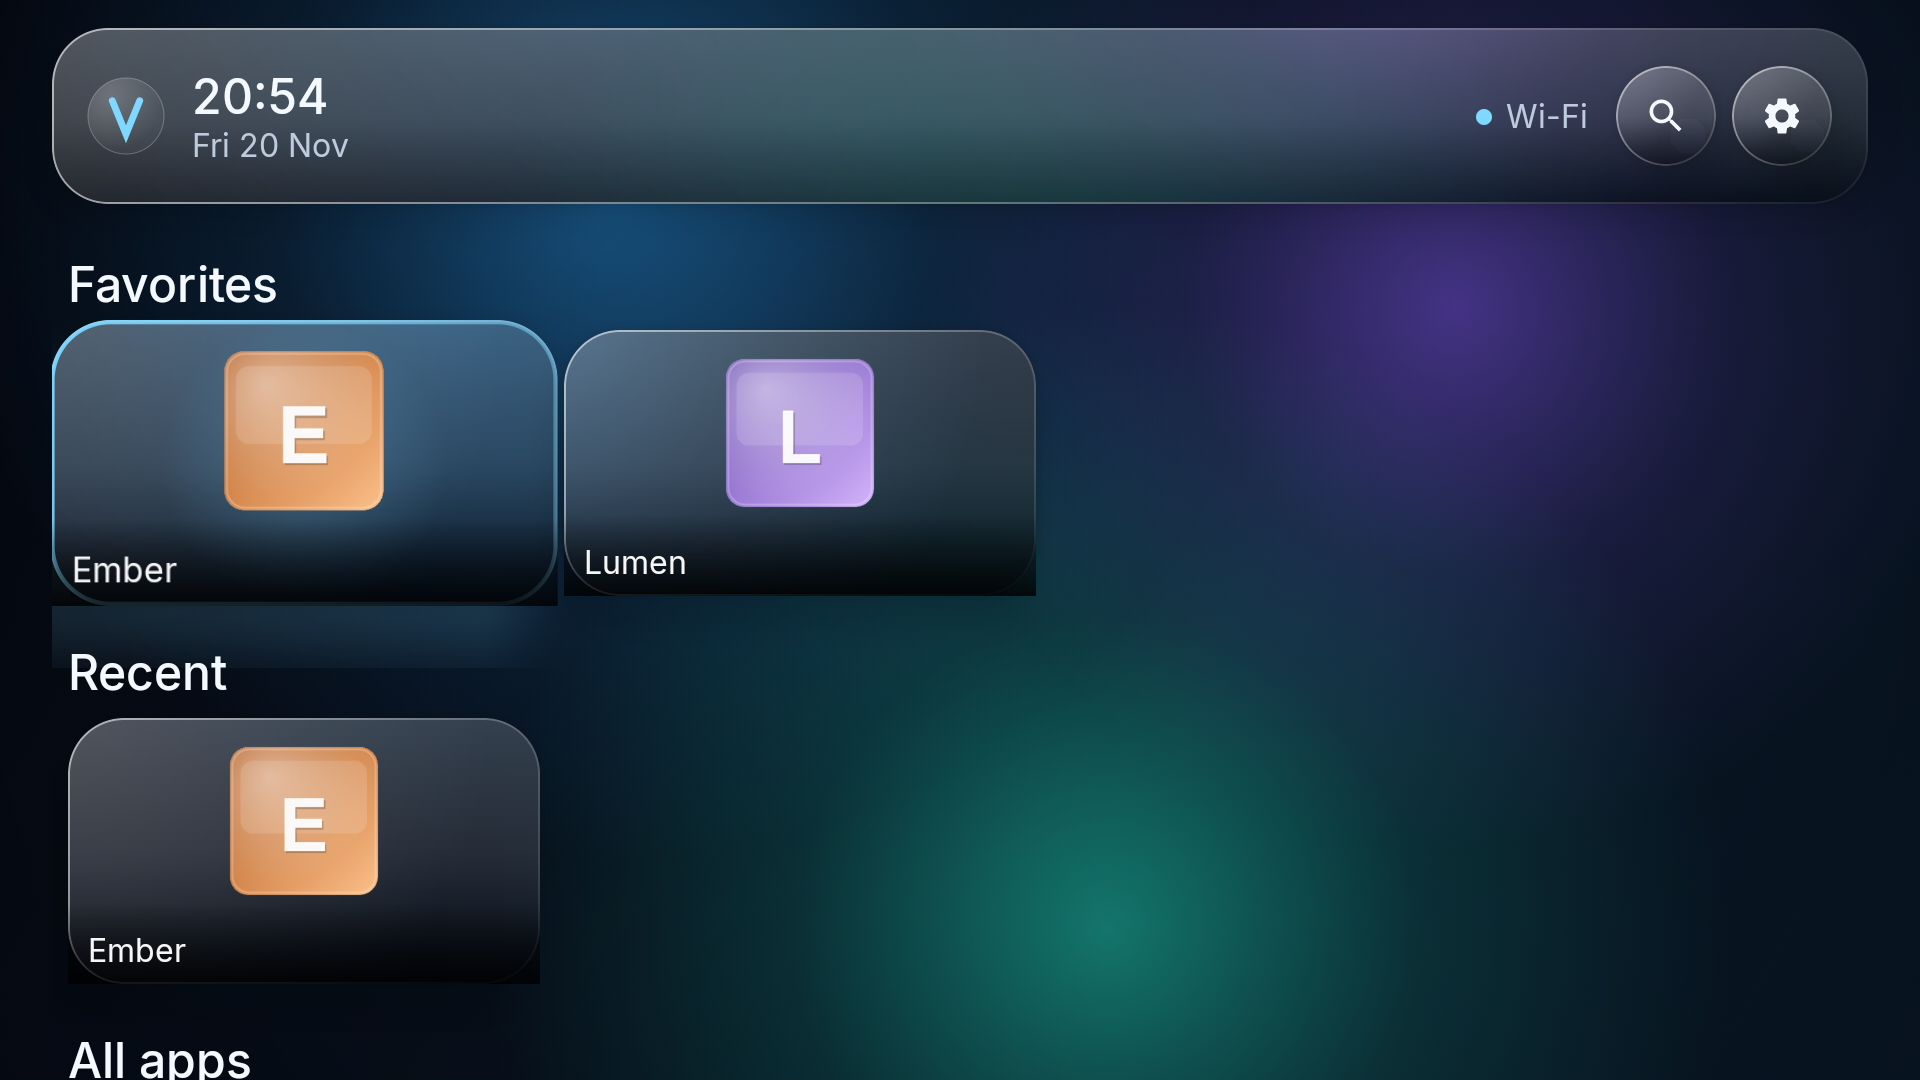 V
20:54
Fri 20 Nov
Wi-Fi
Favorites
E
Ember
L
Lumen
Recent
E
Ember
All apps